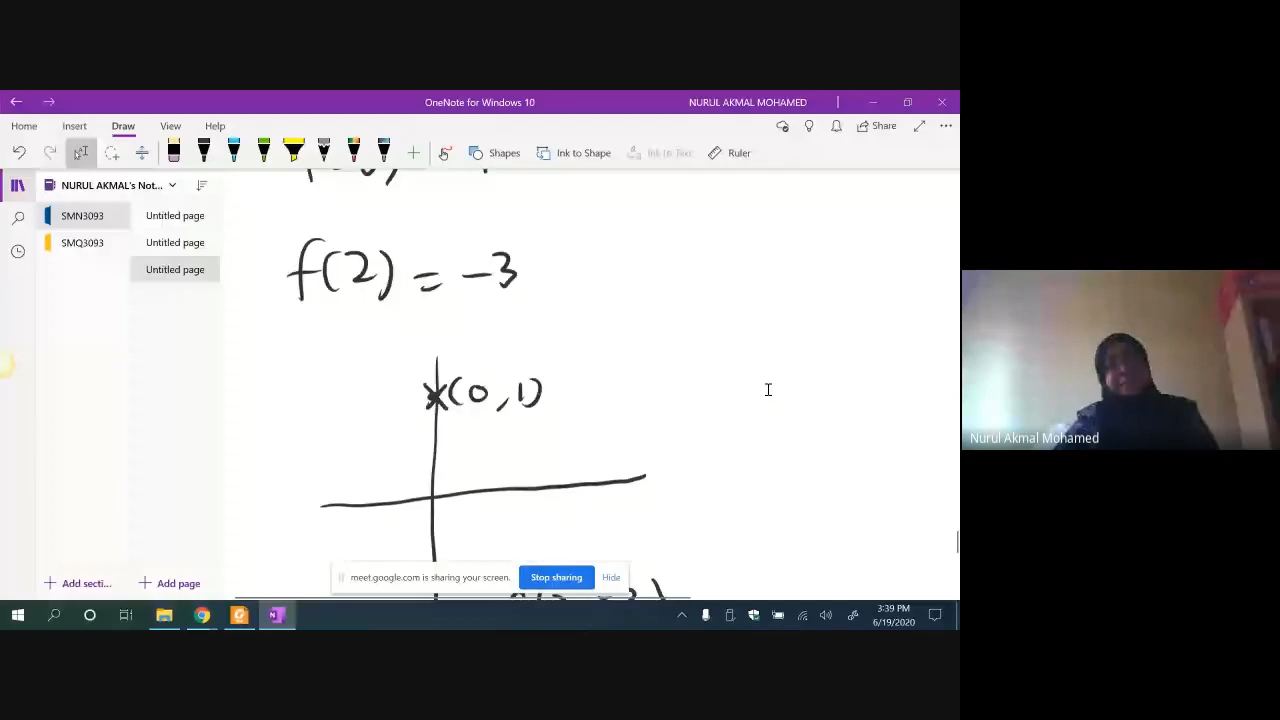 OneNote for Windows 10
NURUL AKMAL MOHAMED
Home Insert Draw View Help
Share
Shapes
Ink to Shape
Ink to Text
Ruler
NURUL AKMAL's Not...
SMN3093
SMQ3093
Untitled page
Untitled page
Untitled page
f(2) = -3
(0, 1)
Nurul Akmal Mohamed
meet.google.com is sharing your screen.
Stop sharing
Hide
Add secti...
Add page
3:39 PM
6/19/2020